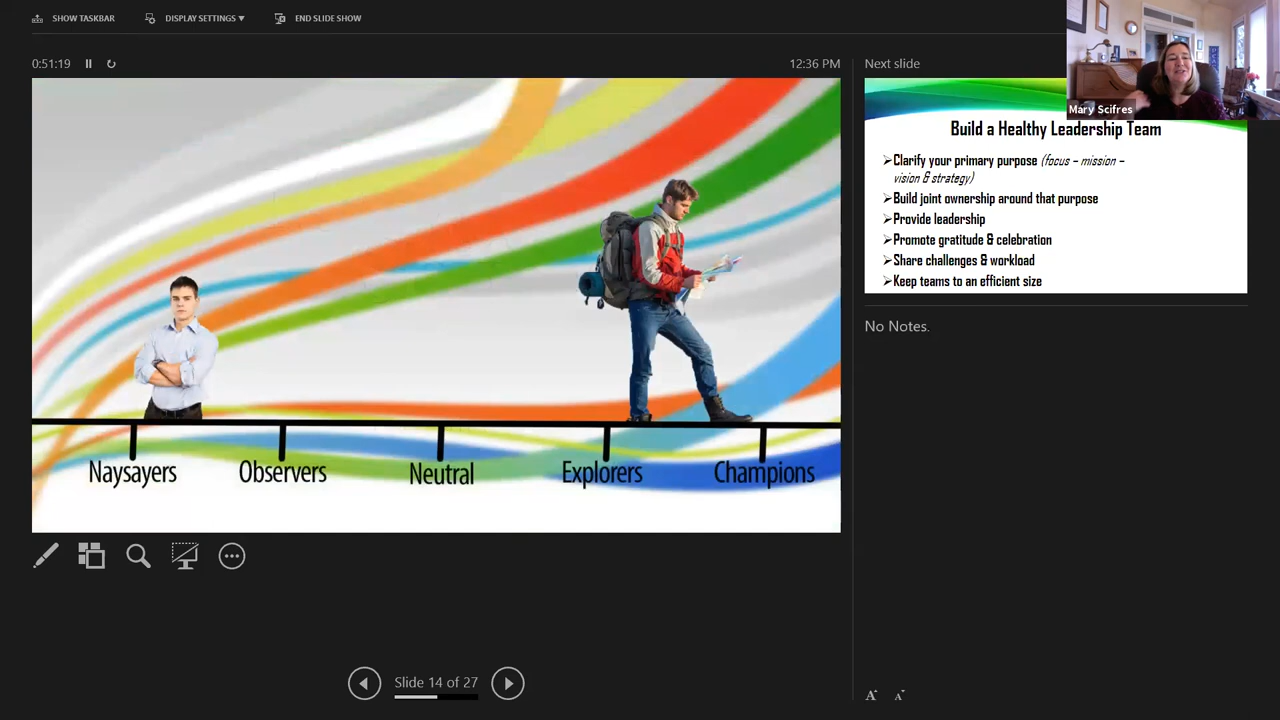 SHOW TASKBAR
DISPLAY SETTINGS ▼
END SLIDE SHOW
0:51:19
12:36 PM
Naysayers
Observers
Neutral
Explorers
Champions
Slide 14 of 27
Next slide
Mary Scifres
Build a Healthy Leadership Team
➢Clarify your primary purpose (focus – mission –
vision & strategy)
➢Build joint ownership around that purpose
➢Provide leadership
➢Promote gratitude & celebration
➢Share challenges & workload
➢Keep teams to an efficient size
No Notes.
A
A